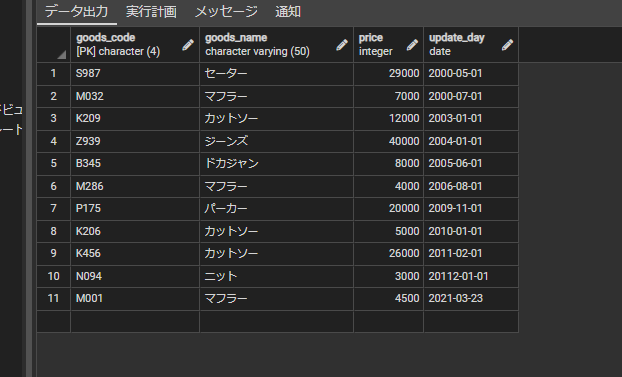 データ出力 実行計画 メッセージ 通知
goods_code goods_name price update_day
[PK] character (4) character varying (50) integer date
1 S987 セーター 29000 2000-05-01
2 M032 マフラー 7000 2000-07-01
3 K209 カットソー 12000 2003-01-01
4 Z939 ジーンズ 40000 2004-01-01
5 B345 ドカジャン 8000 2005-06-01
6 M286 マフラー 4000 2006-08-01
7 P175 パーカー 20000 2009-11-01
8 K206 カットソー 5000 2010-01-01
9 K456 カットソー 26000 2011-02-01
10 N094 ニット 3000 20112-01-01
11 M001 マフラー 4500 2021-03-23